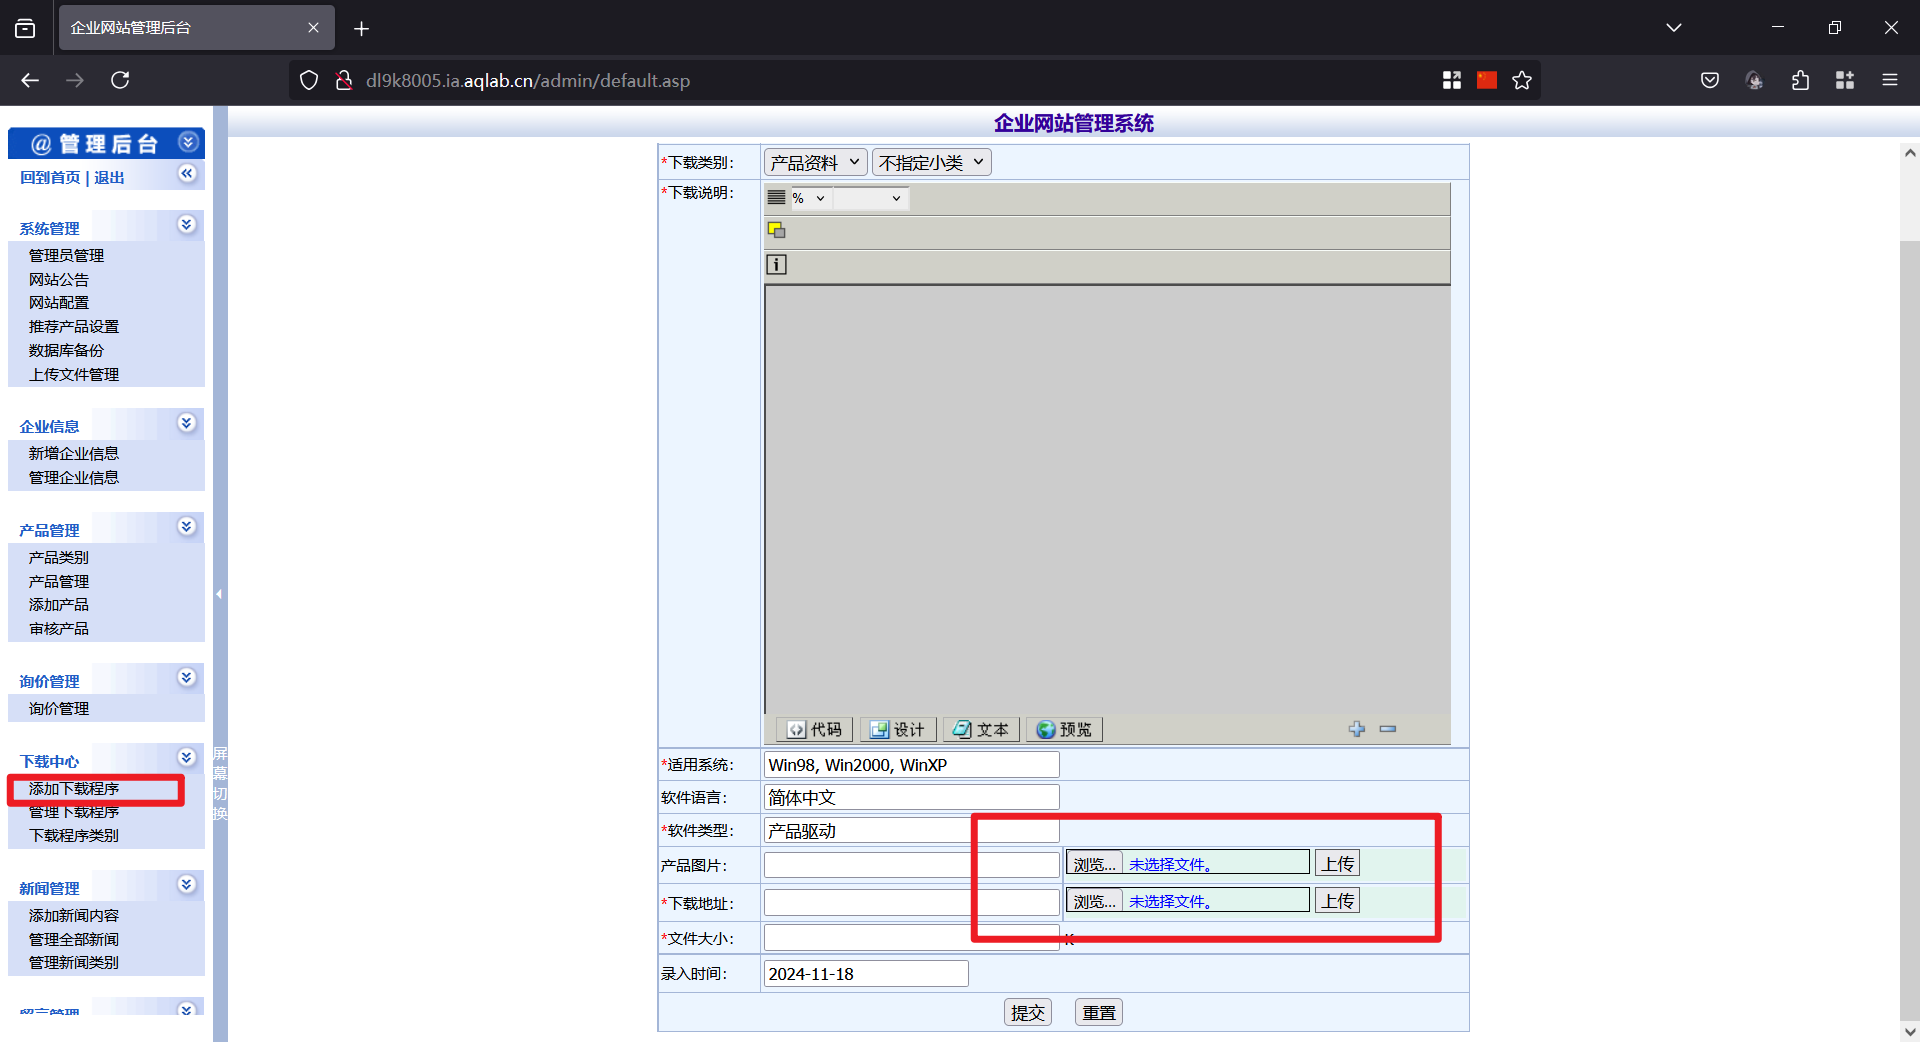 企业网站管理后台
dl9k8005.ia.aqlab.cn/admin/default.asp
@ 管理后台
回到首页 | 退出
系统管理
管理员管理
网站公告
网站配置
推荐产品设置
数据库备份
上传文件管理
企业信息
新增企业信息
管理企业信息
产品管理
产品类别
产品管理
添加产品
审核产品
询价管理
询价管理
下载中心
添加下载程序
管理下载程序
下载程序类别
新闻管理
添加新闻内容
管理全部新闻
管理新闻类别
留言管理
屏
幕
切
换
企业网站管理系统
*下载类别： 产品资料 不指定小类
*下载说明： %
代码 设计 文本 预览
*适用系统： Win98, Win2000, WinXP
软件语言： 简体中文
*软件类型： 产品驱动
产品图片： 浏览... 未选择文件。 上传
*下载地址： 浏览... 未选择文件。 上传
*文件大小： K
录入时间： 2024-11-18
提交 重置